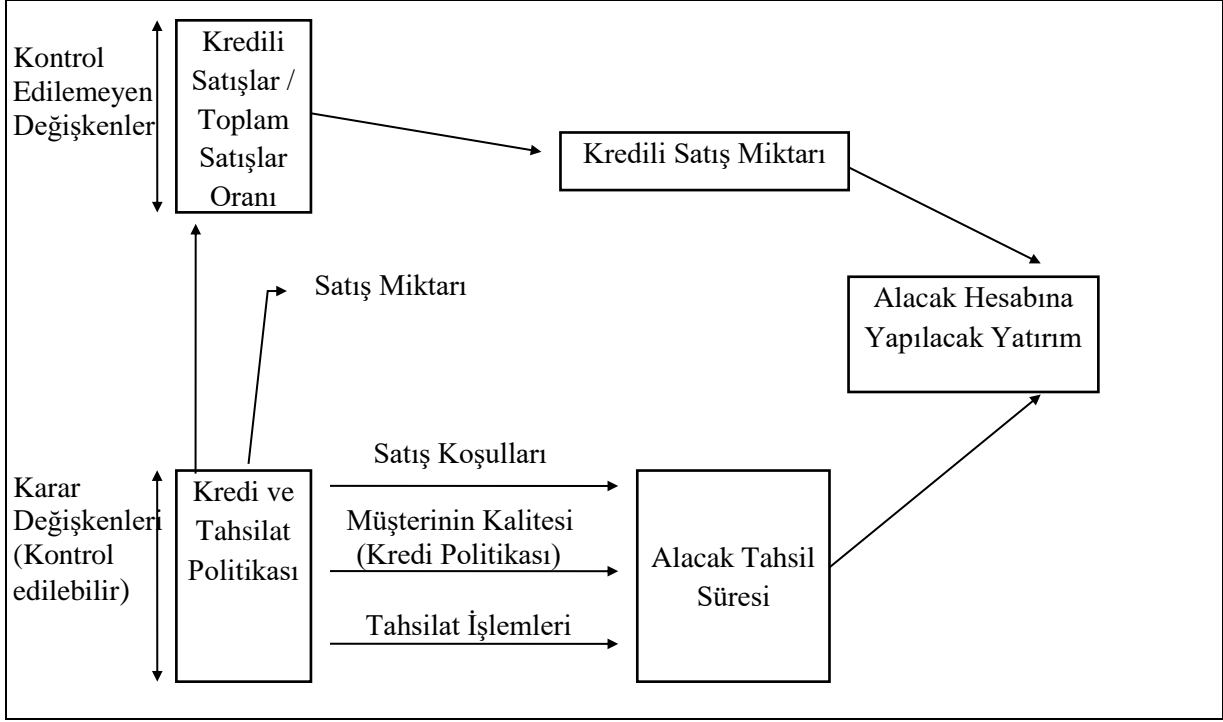 Kontrol
Edilemeyen
Değişkenler
Kredili
Satışlar /
Toplam
Satışlar
Oranı
Kredili Satış Miktarı
Satış Miktarı
Alacak Hesabına
Yapılacak Yatırım
Karar
Değişkenleri
(Kontrol
edilebilir)
Kredi ve
Tahsilat
Politikası
Satış Koşulları
Müşterinin Kalitesi
(Kredi Politikası)
Tahsilat İşlemleri
Alacak Tahsil
Süresi